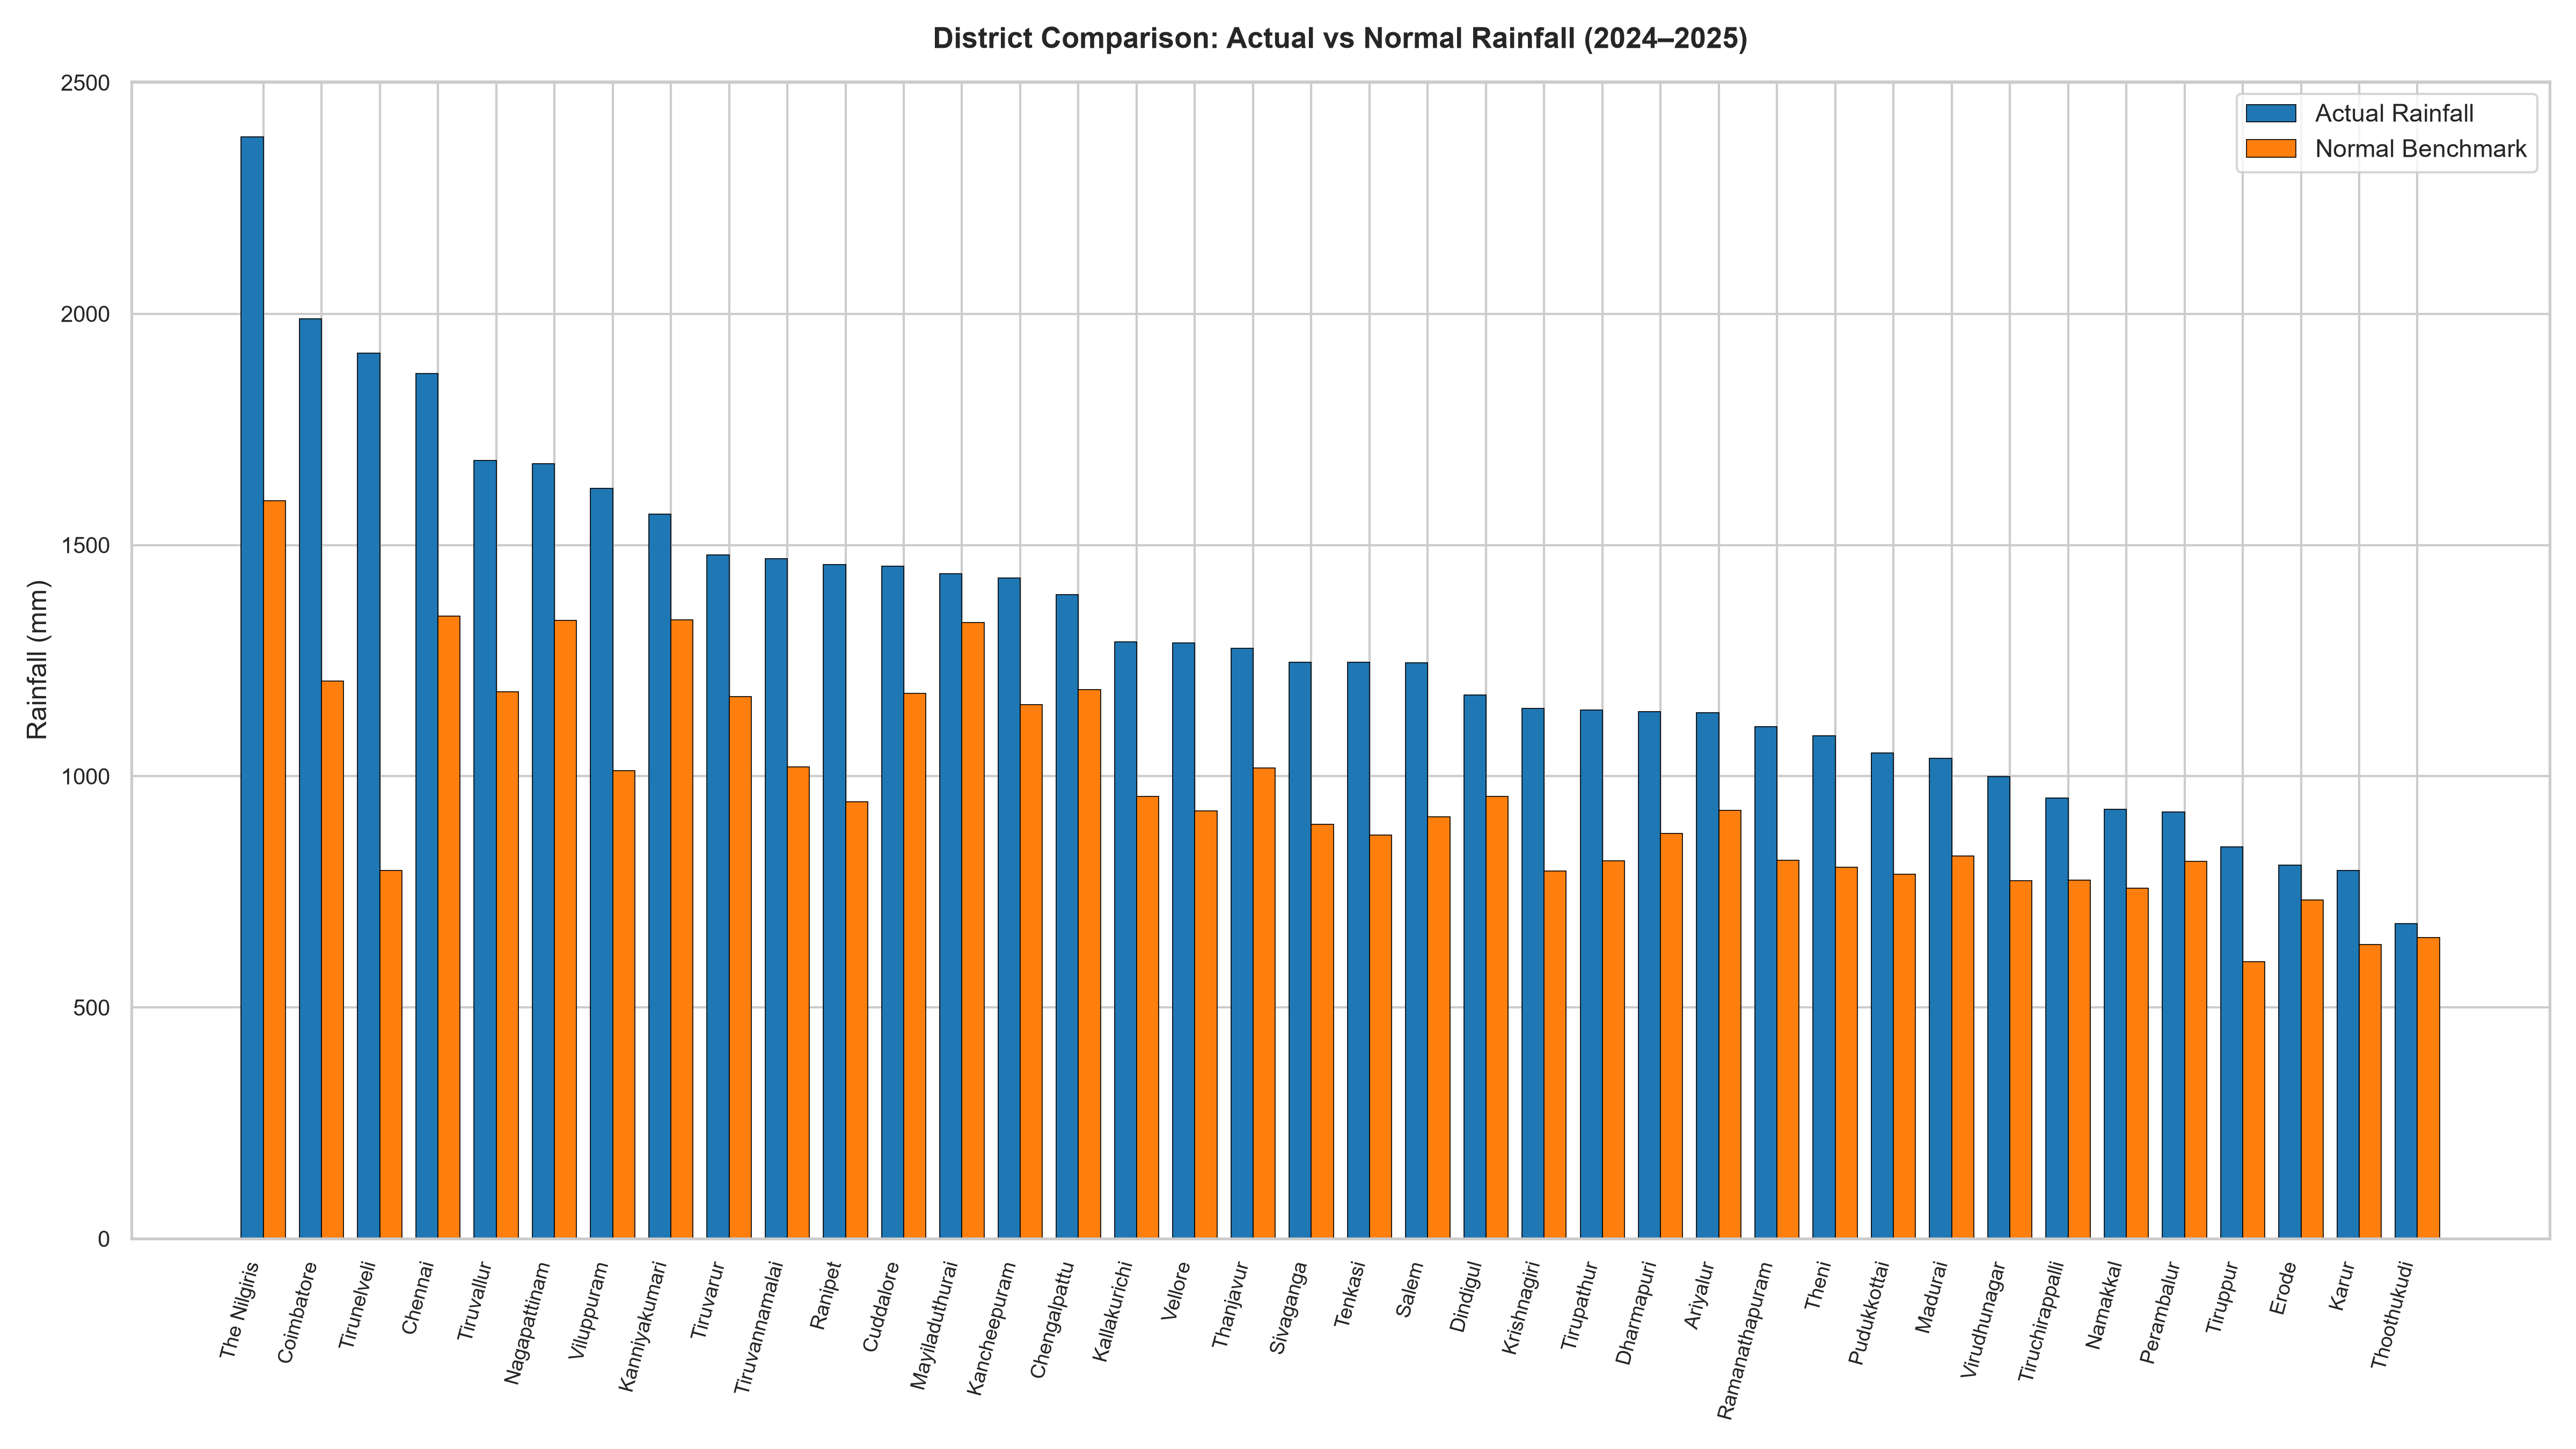 District Comparison: Actual vs Normal Rainfall (2024–2025)
Actual Rainfall
Normal Benchmark
Rainfall (mm)
2500
2000
1500
1000
500
0
The Nilgiris
Coimbatore
Tirunelveli
Chennai
Tiruvallur
Nagapattinam
Viluppuram
Kanniyakumari
Tiruvarur
Tiruvannamalai
Ranipet
Cuddalore
Mayiladuthurai
Kancheepuram
Chengalpattu
Kallakurichi
Vellore
Thanjavur
Sivaganga
Tenkasi
Salem
Dindigul
Krishnagiri
Tirupathur
Dharmapuri
Ariyalur
Ramanathapuram
Theni
Pudukkottai
Madurai
Virudhunagar
Tiruchirappalli
Namakkal
Perambalur
Tiruppur
Erode
Karur
Thoothukudi